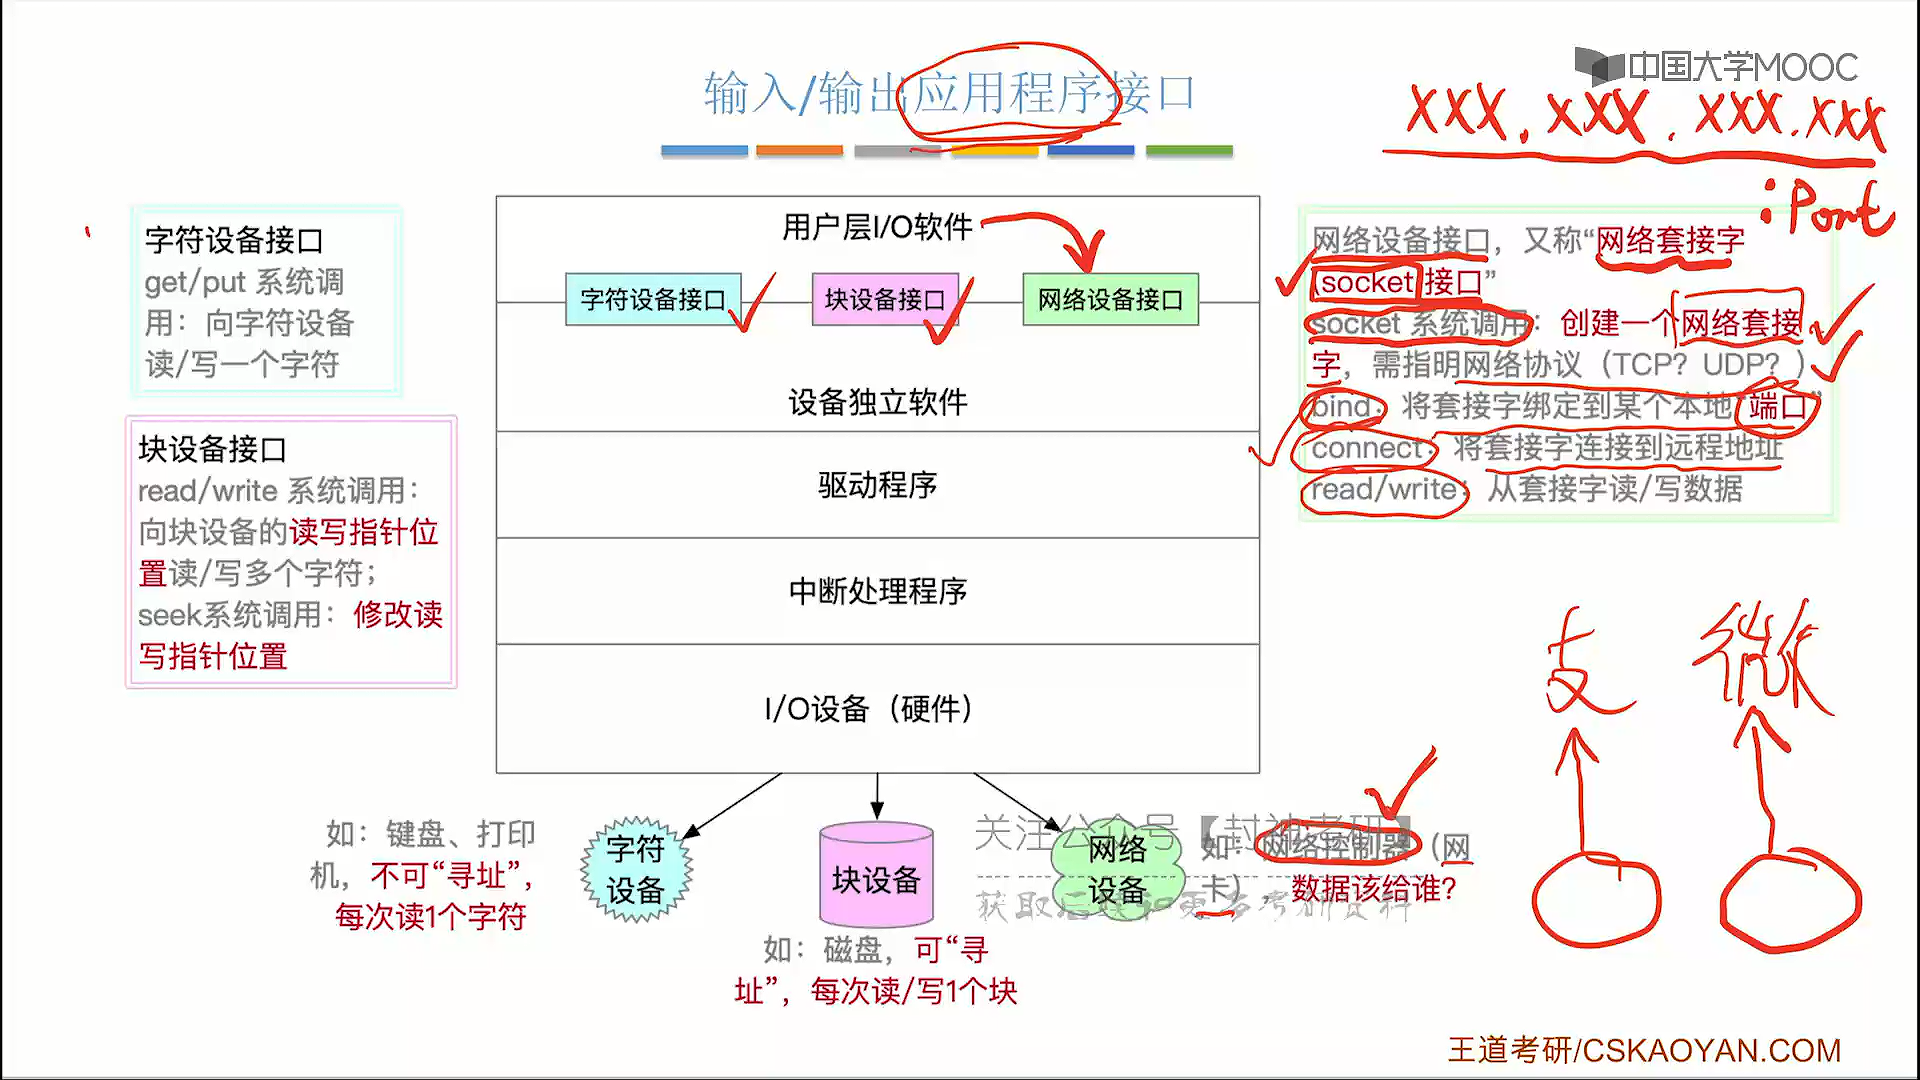 中国大学MOOC
输入/输出应用程序接口
XXX.XXX.XXX.XXX
:Port
用户层I/O软件
字符设备接口
块设备接口
网络设备接口
设备独立软件
驱动程序
中断处理程序
I/O设备（硬件）
字符设备接口
get/put 系统调
用：向字符设备
读/写一个字符
块设备接口
read/write 系统调用：
向块设备的读写指针位
置读/写多个字符；
seek系统调用：修改读
写指针位置
网络设备接口，又称“网络套接字
(socket)接口”
socket 系统调用：创建一个网络套接
字，需指明网络协议（TCP？UDP？）
bind：将套接字绑定到某个本地“端口”
connect：将套接字连接到远程地址
read/write：从套接字读/写数据
支
微
如：键盘、打印
机，不可“寻址”，
每次读1个字符
字符
设备
块设备
如：磁盘，可“寻
址”，每次读/写1个块
网络
设备
如：网络控制器（网
卡），数据该给谁？
关注公众号【封神考研】
获取后续和更多考研资料
王道考研/CSKAOYAN.COM